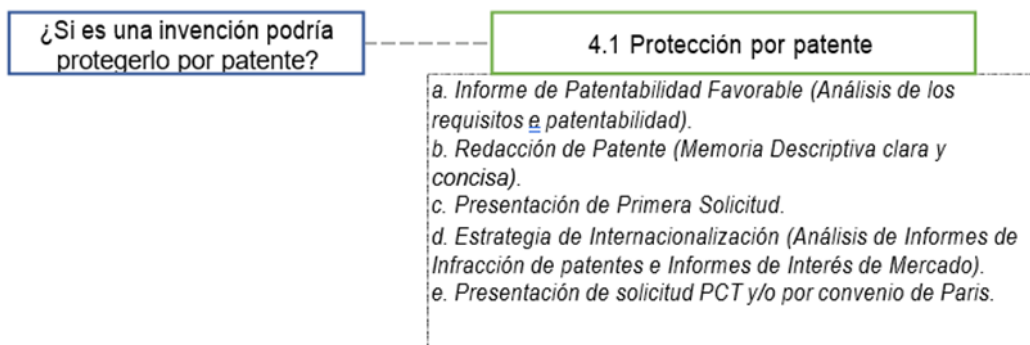 ¿Si es una invención podría
protegerlo por patente?
4.1 Protección por patente
a. Informe de Patentabilidad Favorable (Análisis de los
requisitos e patentabilidad).
b. Redacción de Patente (Memoria Descriptiva clara y
concisa).
c. Presentación de Primera Solicitud.
d. Estrategia de Internacionalización (Análisis de Informes de
Infracción de patentes e Informes de Interés de Mercado).
e. Presentación de solicitud PCT y/o por convenio de Paris.